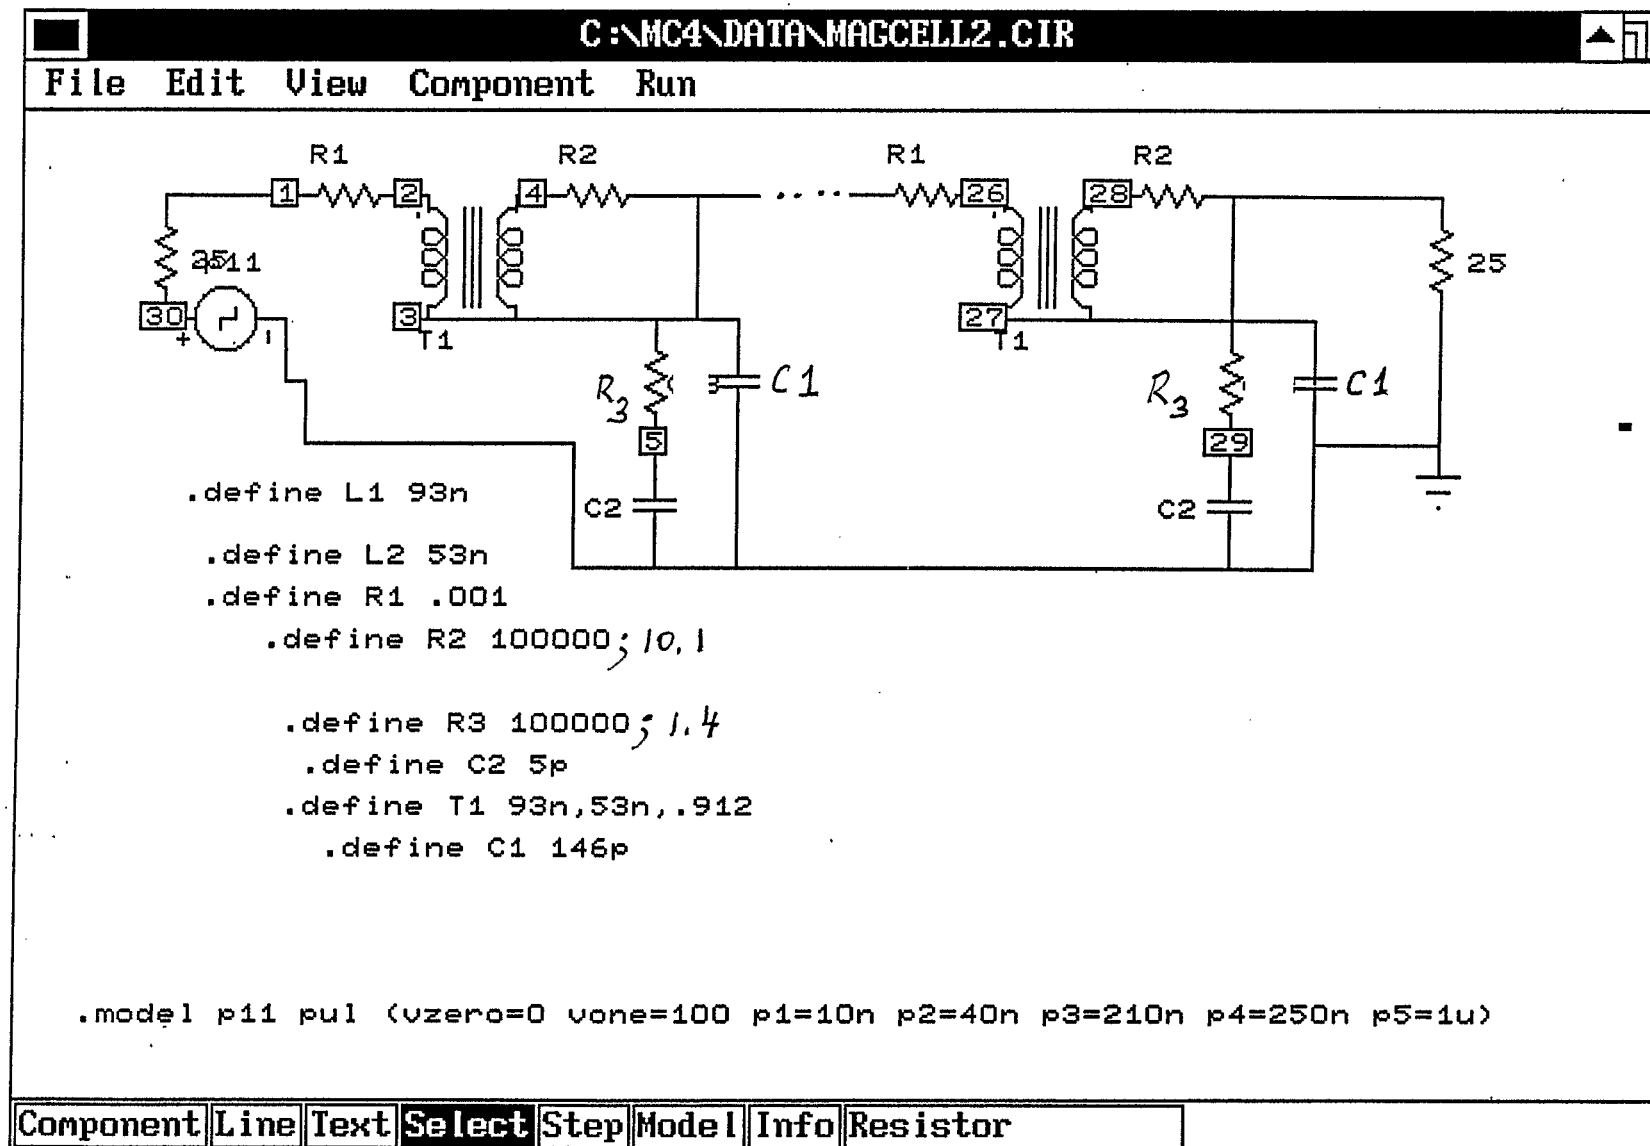 C:\MC4\DATA\MAGCELL2.CIR
File Edit View Component Run
R1 R2 R1 R2
1 2 4 26 28
25
30 + 3 T1 27 T1
R3 C1 R3 C1
5 29
C2 C2
.define L1 93n
.define L2 53n
.define R1 .001
.define R2 100000; 10,1
.define R3 100000; 1.4
.define C2 5p
.define T1 93n,53n,.912
.define C1 146p
.model p11 pul (vzero=0 vone=100 p1=10n p2=40n p3=210n p4=250n p5=1u)
Component Line Text Select Step Model Info Resistor